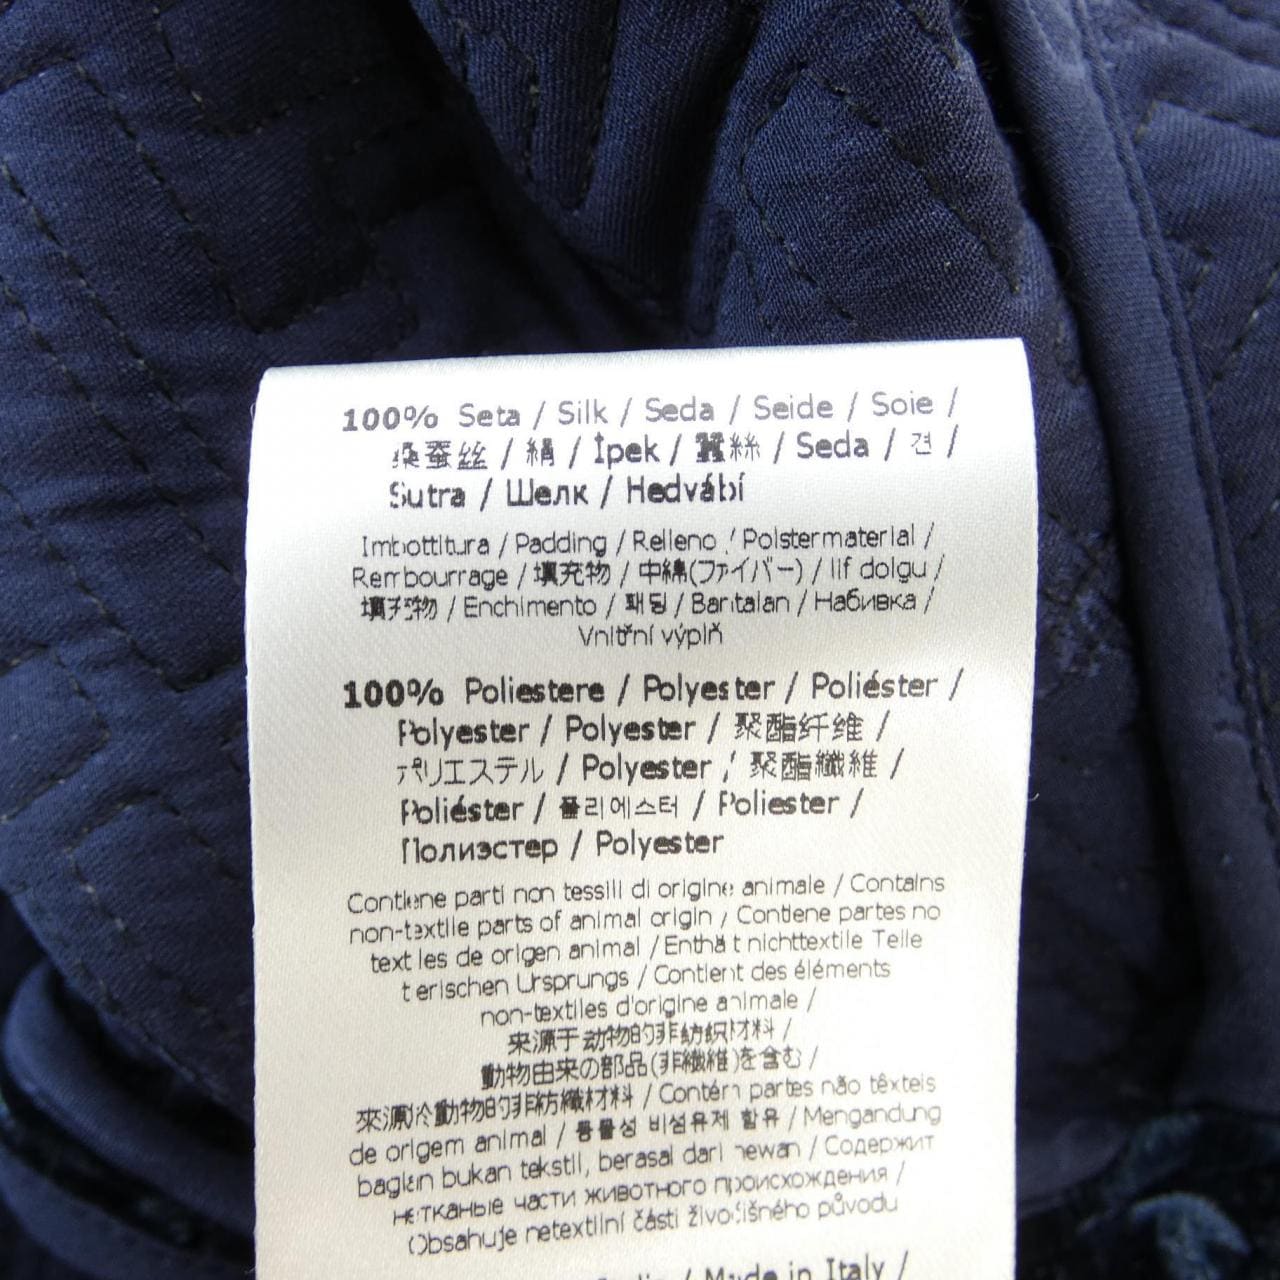 100% Seta / Silk / Seda / Seide / Soie /
桑蚕丝 / 絹 / İpek / 蠶絲 / Seda / 견 /
Sutra / Шелк / Hedvábí
Imbottitura / Padding / Relleno / Polstermaterial /
Rembourrage / 填充物 / 中綿(ファイバー) / lif dolgu /
填充物 / Enchimento / 패딩 / Bantalan / Набивка /
Vnitřní výplň
100% Poliestere / Polyester / Poliéster /
Polyester / Polyester / 聚酯纤维 /
ポリエステル / Polyester / 聚酯纖維 /
Poliéster / 폴리에스터 / Poliester /
Полиэстер / Polyester
Contiene parti non tessili di origine animale / Contains
non-textile parts of animal origin / Contiene partes no
textiles de origen animal / Enthält nichttextile Teile
tierischen Ursprungs / Contient des éléments
non-textiles d'origine animale /
来源于动物的非纺织材料 /
動物由来の部品(非繊維)を含む /
來源於動物的非紡織材料 / Contém partes não têxteis
de origem animal / 동물성 비섬유제 함유 / Mengandung
bagian bukan tekstil, berasal dari hewan / Содержит
нетканые части животного происхождения /
Obsahuje netextilní části živočišného původu
/ Made in Italy /